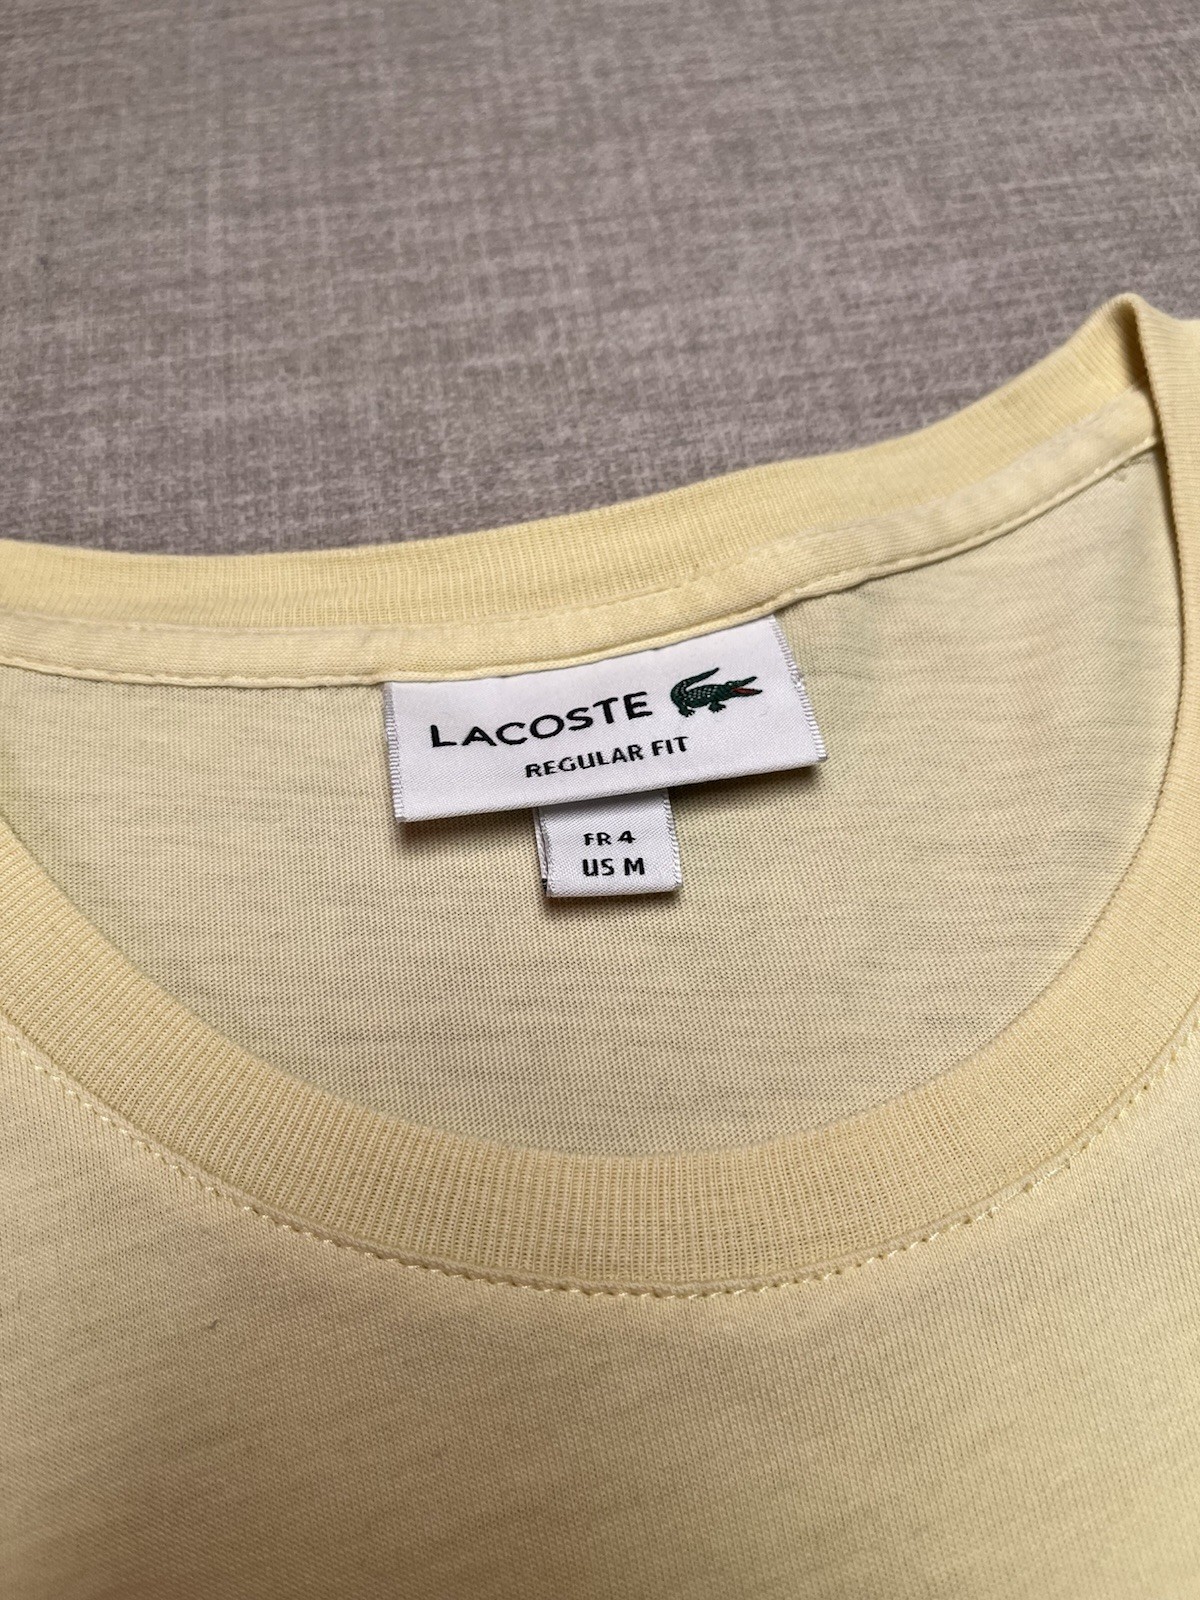 LACOSTE
REGULAR FIT
FR 4
US M